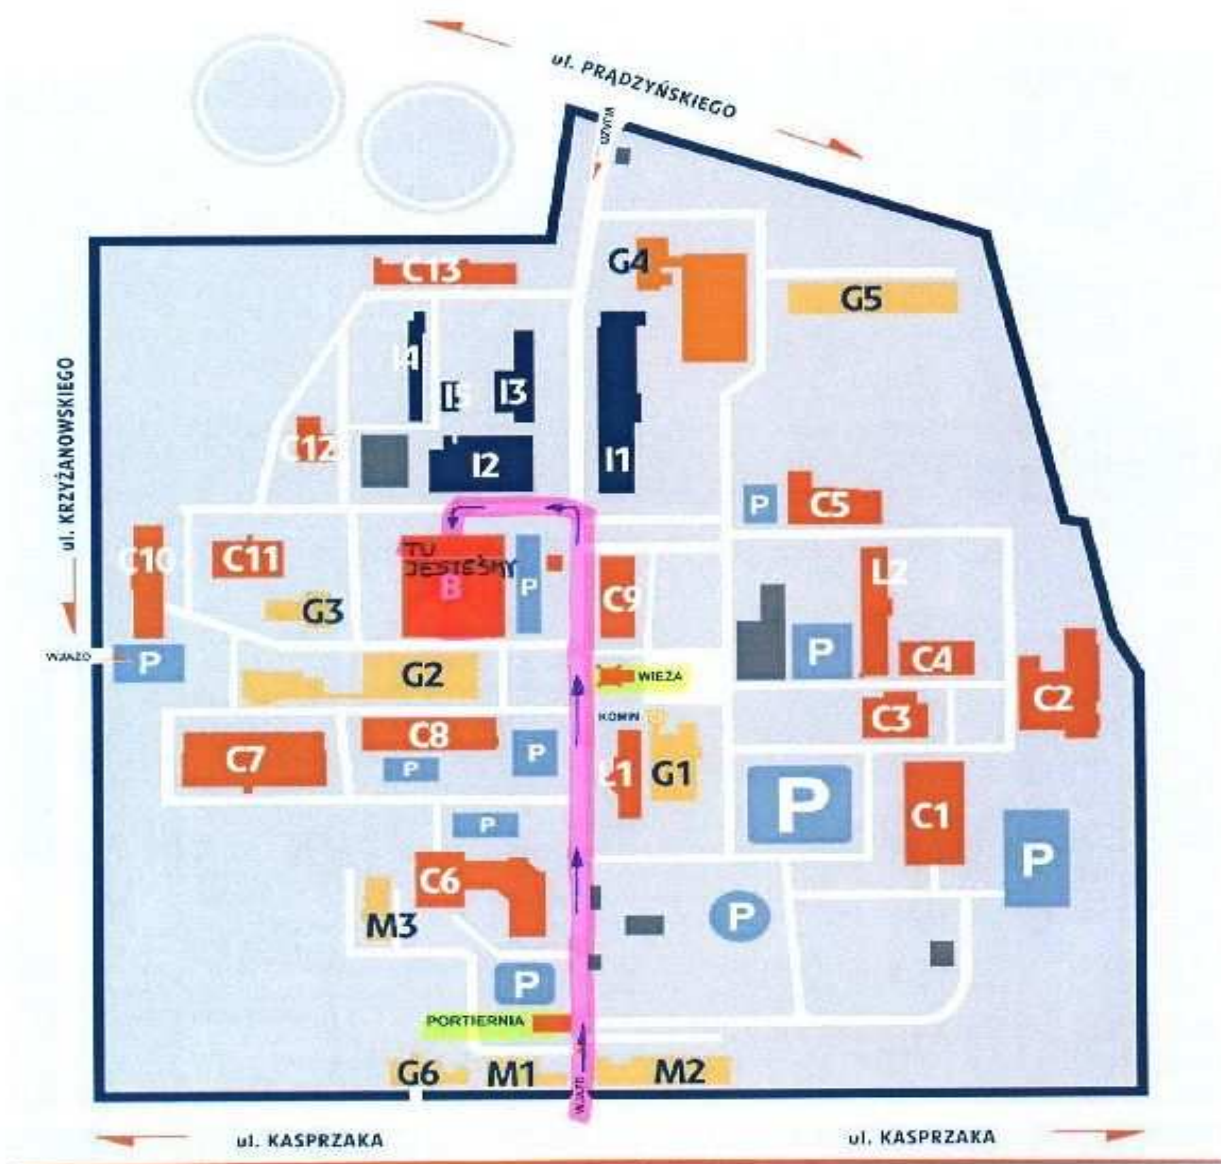 ul. PRĄDZYŃSKIEGO
WJAZD
G4
C13
G5
I4
I5
I3
I1
I2
C12
ul. KRZYŻANOWSKIEGO
P
C5
C10
C11
TU
JESTEŚMY
B
P
C9
L2
G3
WJAZD
P
G2
WIEŻA
P
C4
C2
KOMIN
C3
C7
C8
P
P
L1
G1
P
C1
P
P
C6
M3
P
P
PORTIERNIA
G6
M1
WJAZD
M2
ul. KASPRZAKA
ul. KASPRZAKA